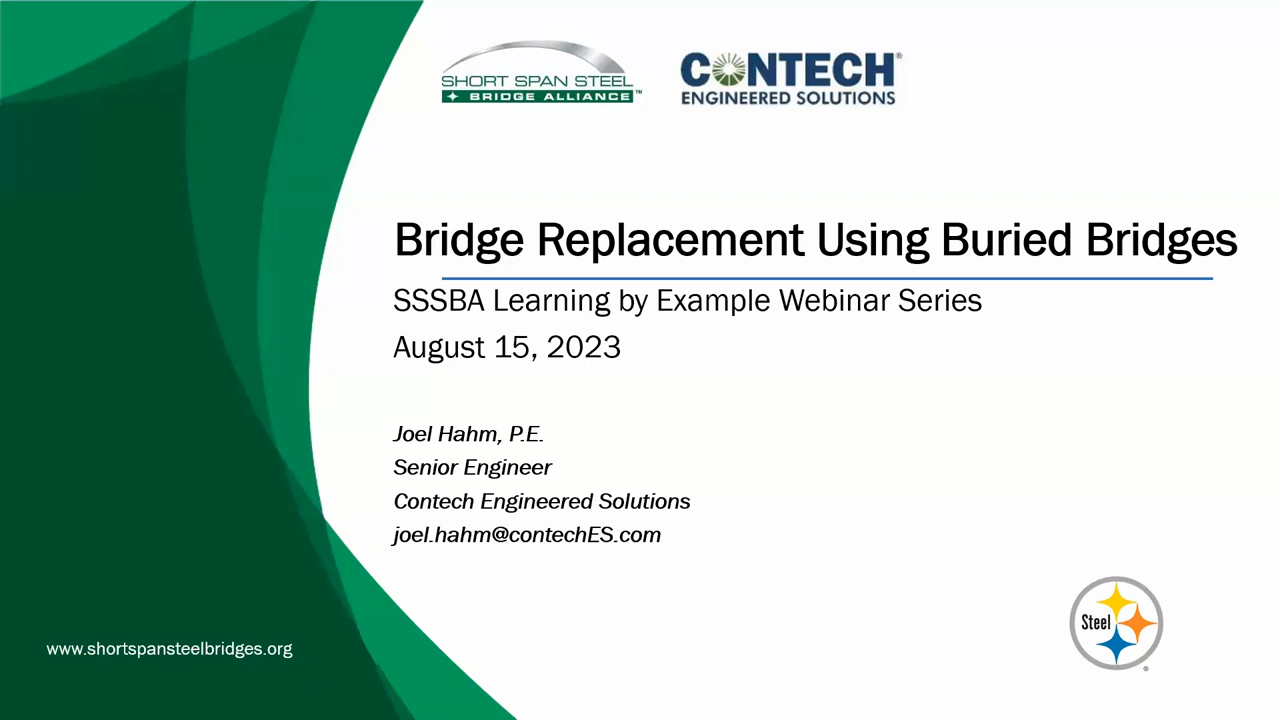 SHORT SPAN STEEL
BRIDGE ALLIANCE™
CONTECH®
ENGINEERED SOLUTIONS
Bridge Replacement Using Buried Bridges
SSSBA Learning by Example Webinar Series
August 15, 2023
Joel Hahm, P.E.
Senior Engineer
Contech Engineered Solutions
joel.hahm@contechES.com
Steel
®
www.shortspansteelbridges.org